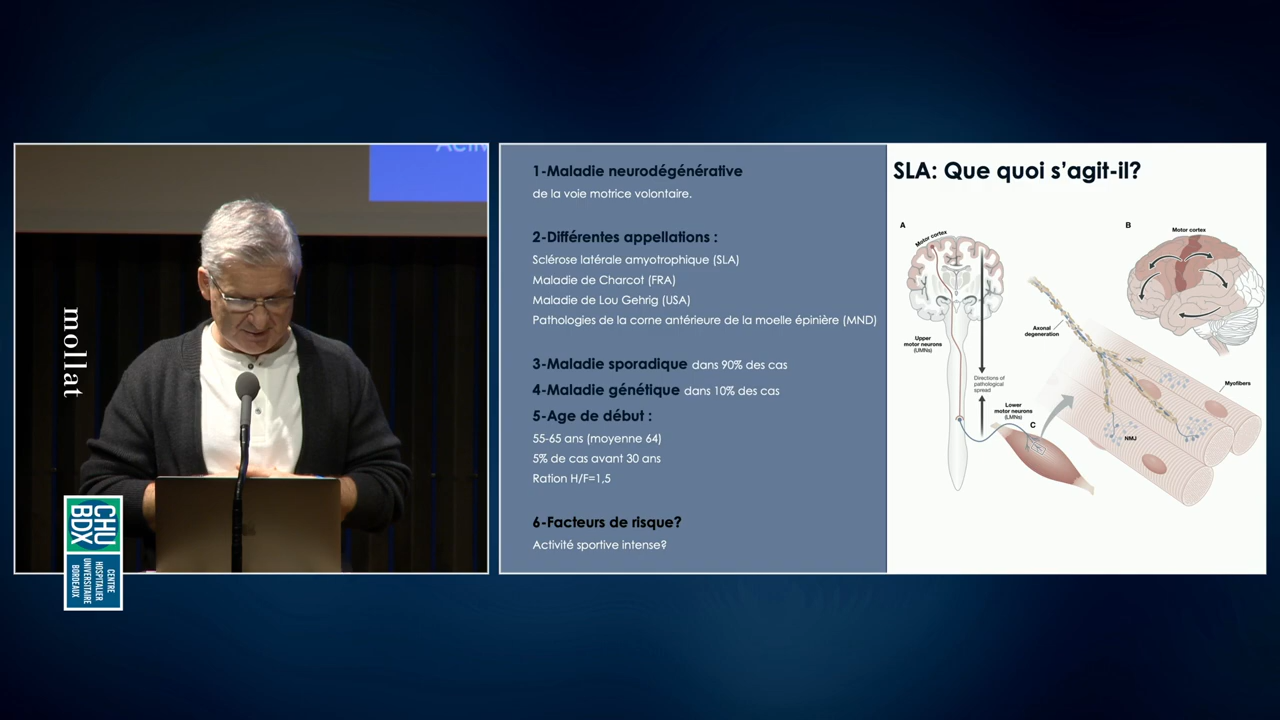 Activ
molat
CHU
BDX
CENTRE
HOSPITALIER
UNIVERSITAIRE
BORDEAUX
1-Maladie neurodégénérative
de la voie motrice volontaire.
2-Différentes appellations :
Sclérose latérale amyotrophique (SLA)
Maladie de Charcot (FRA)
Maladie de Lou Gehrig (USA)
Pathologies de la corne antérieure de la moelle épinière (MND)
3-Maladie sporadique dans 90% des cas
4-Maladie génétique dans 10% des cas
5-Age de début :
55-65 ans (moyenne 64)
5% de cas avant 30 ans
Ration H/F=1,5
6-Facteurs de risque?
Activité sportive intense?
SLA: Que quoi s’agit-il?
A
Motor cortex
Upper
motor neurons
(UMNs)
Directions of
pathological
spread
Lower
motor neurons
(LMNs)
C
Axonal
degeneration
NMJ
Myofibers
B
Motor cortex